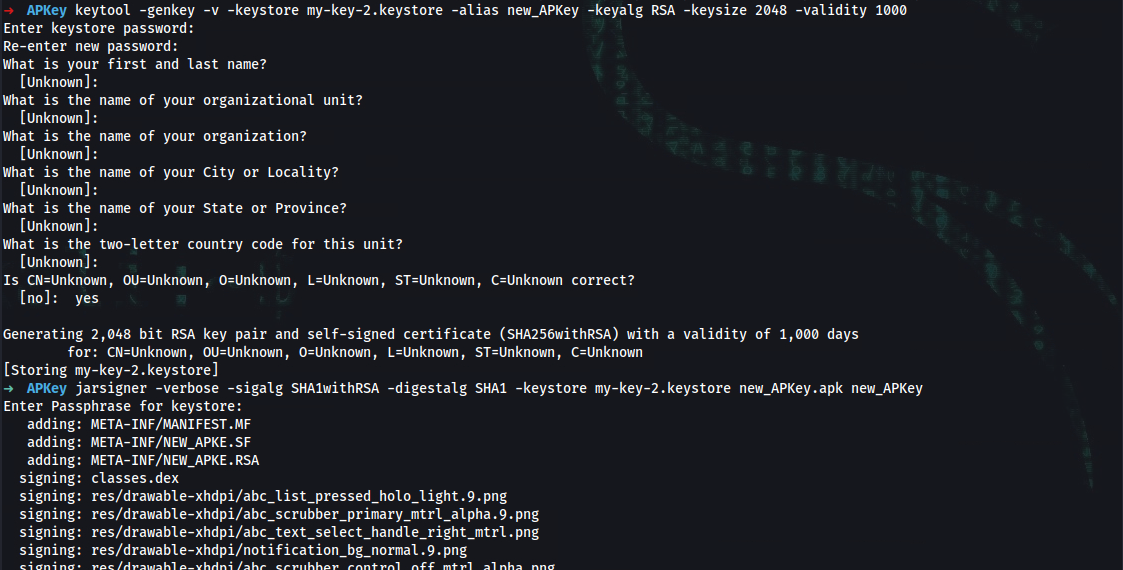 → APKey keytool -genkey -v -keystore my-key-2.keystore -alias new_APKey -keyalg RSA -keysize 2048 -validity 1000
Enter keystore password:
Re-enter new password:
What is your first and last name?
[Unknown]:
What is the name of your organizational unit?
[Unknown]:
What is the name of your organization?
[Unknown]:
What is the name of your City or Locality?
[Unknown]:
What is the name of your State or Province?
[Unknown]:
What is the two-letter country code for this unit?
[Unknown]:
Is CN=Unknown, OU=Unknown, O=Unknown, L=Unknown, ST=Unknown, C=Unknown correct?
[no]: yes
Generating 2,048 bit RSA key pair and self-signed certificate (SHA256withRSA) with a validity of 1,000 days
for: CN=Unknown, OU=Unknown, O=Unknown, L=Unknown, ST=Unknown, C=Unknown
[Storing my-key-2.keystore]
→ APKey jarsigner -verbose -sigalg SHA1withRSA -digestalg SHA1 -keystore my-key-2.keystore new_APKey.apk new_APKey
Enter Passphrase for keystore:
adding: META-INF/MANIFEST.MF
adding: META-INF/NEW_APKE.SF
adding: META-INF/NEW_APKE.RSA
signing: classes.dex
signing: res/drawable-xhdpi/abc_list_pressed_holo_light.9.png
signing: res/drawable-xhdpi/abc_scrubber_primary_mtrl_alpha.9.png
signing: res/drawable-xhdpi/abc_text_select_handle_right_mtrl.png
signing: res/drawable-xhdpi/notification_bg_normal.9.png
signing: res/drawable-xhdpi/abc_scrubber_control_off_mtrl_alpha.png